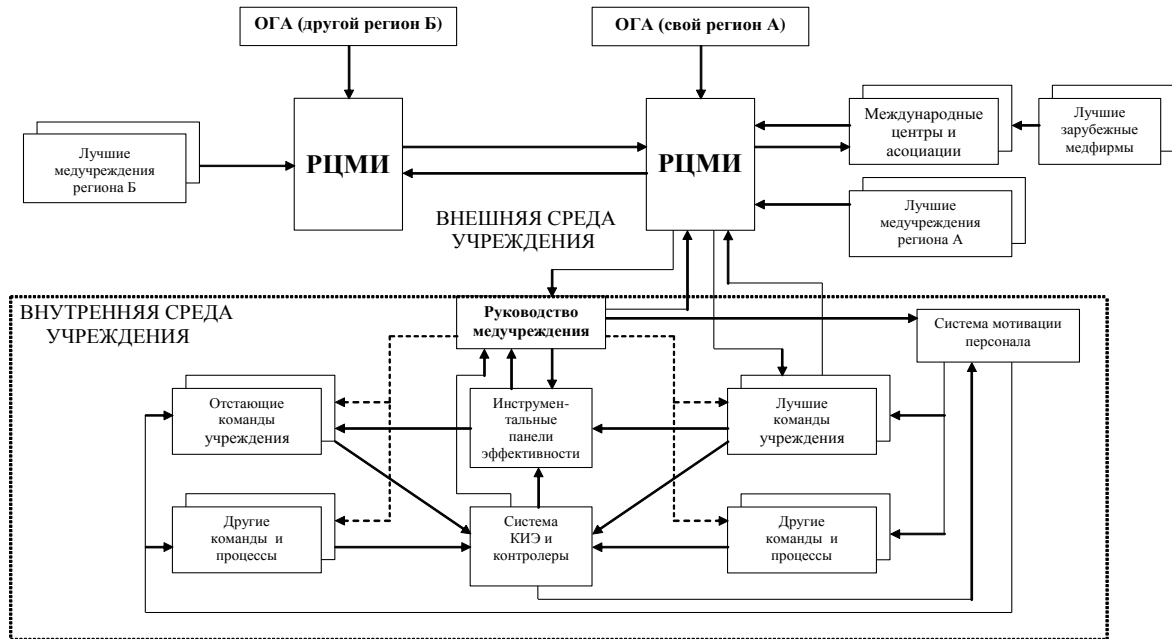 ОГА (другой регион Б)
ОГА (свой регион А)
Лучшие
медучреждения
региона Б
РЦМИ
РЦМИ
Международные
центры и
асоциации
Лучшие
зарубежные
медфирмы
Лучшие
медучреждения
региона А
ВНЕШНЯЯ СРЕДА
УЧРЕЖДЕНИЯ
ВНУТРЕННЯЯ СРЕДА
УЧРЕЖДЕНИЯ
Руководство
медучреждения
Система мотивации
персонала
Отстающие
команды
учреждения
Инструмен-
тальные
панели
эффективности
Лучшие
команды
учреждения
Другие
команды и
процессы
Система
КИЭ и
контролеры
Другие
команды и
процессы